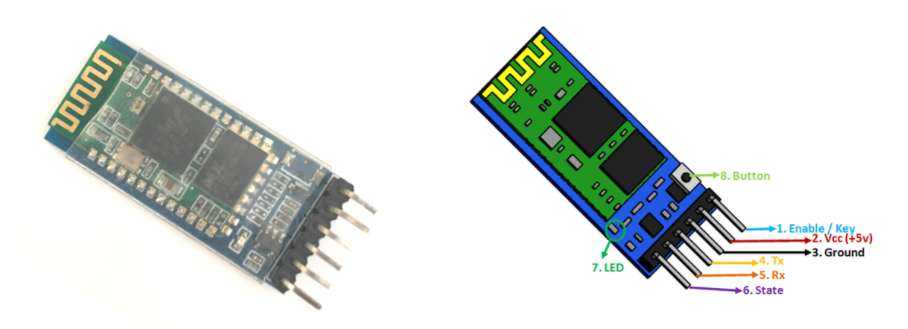 8. Button
1. Enable / Key
2. Vcc (+5v)
3. Ground
4. Tx
5. Rx
6. State
7. LED